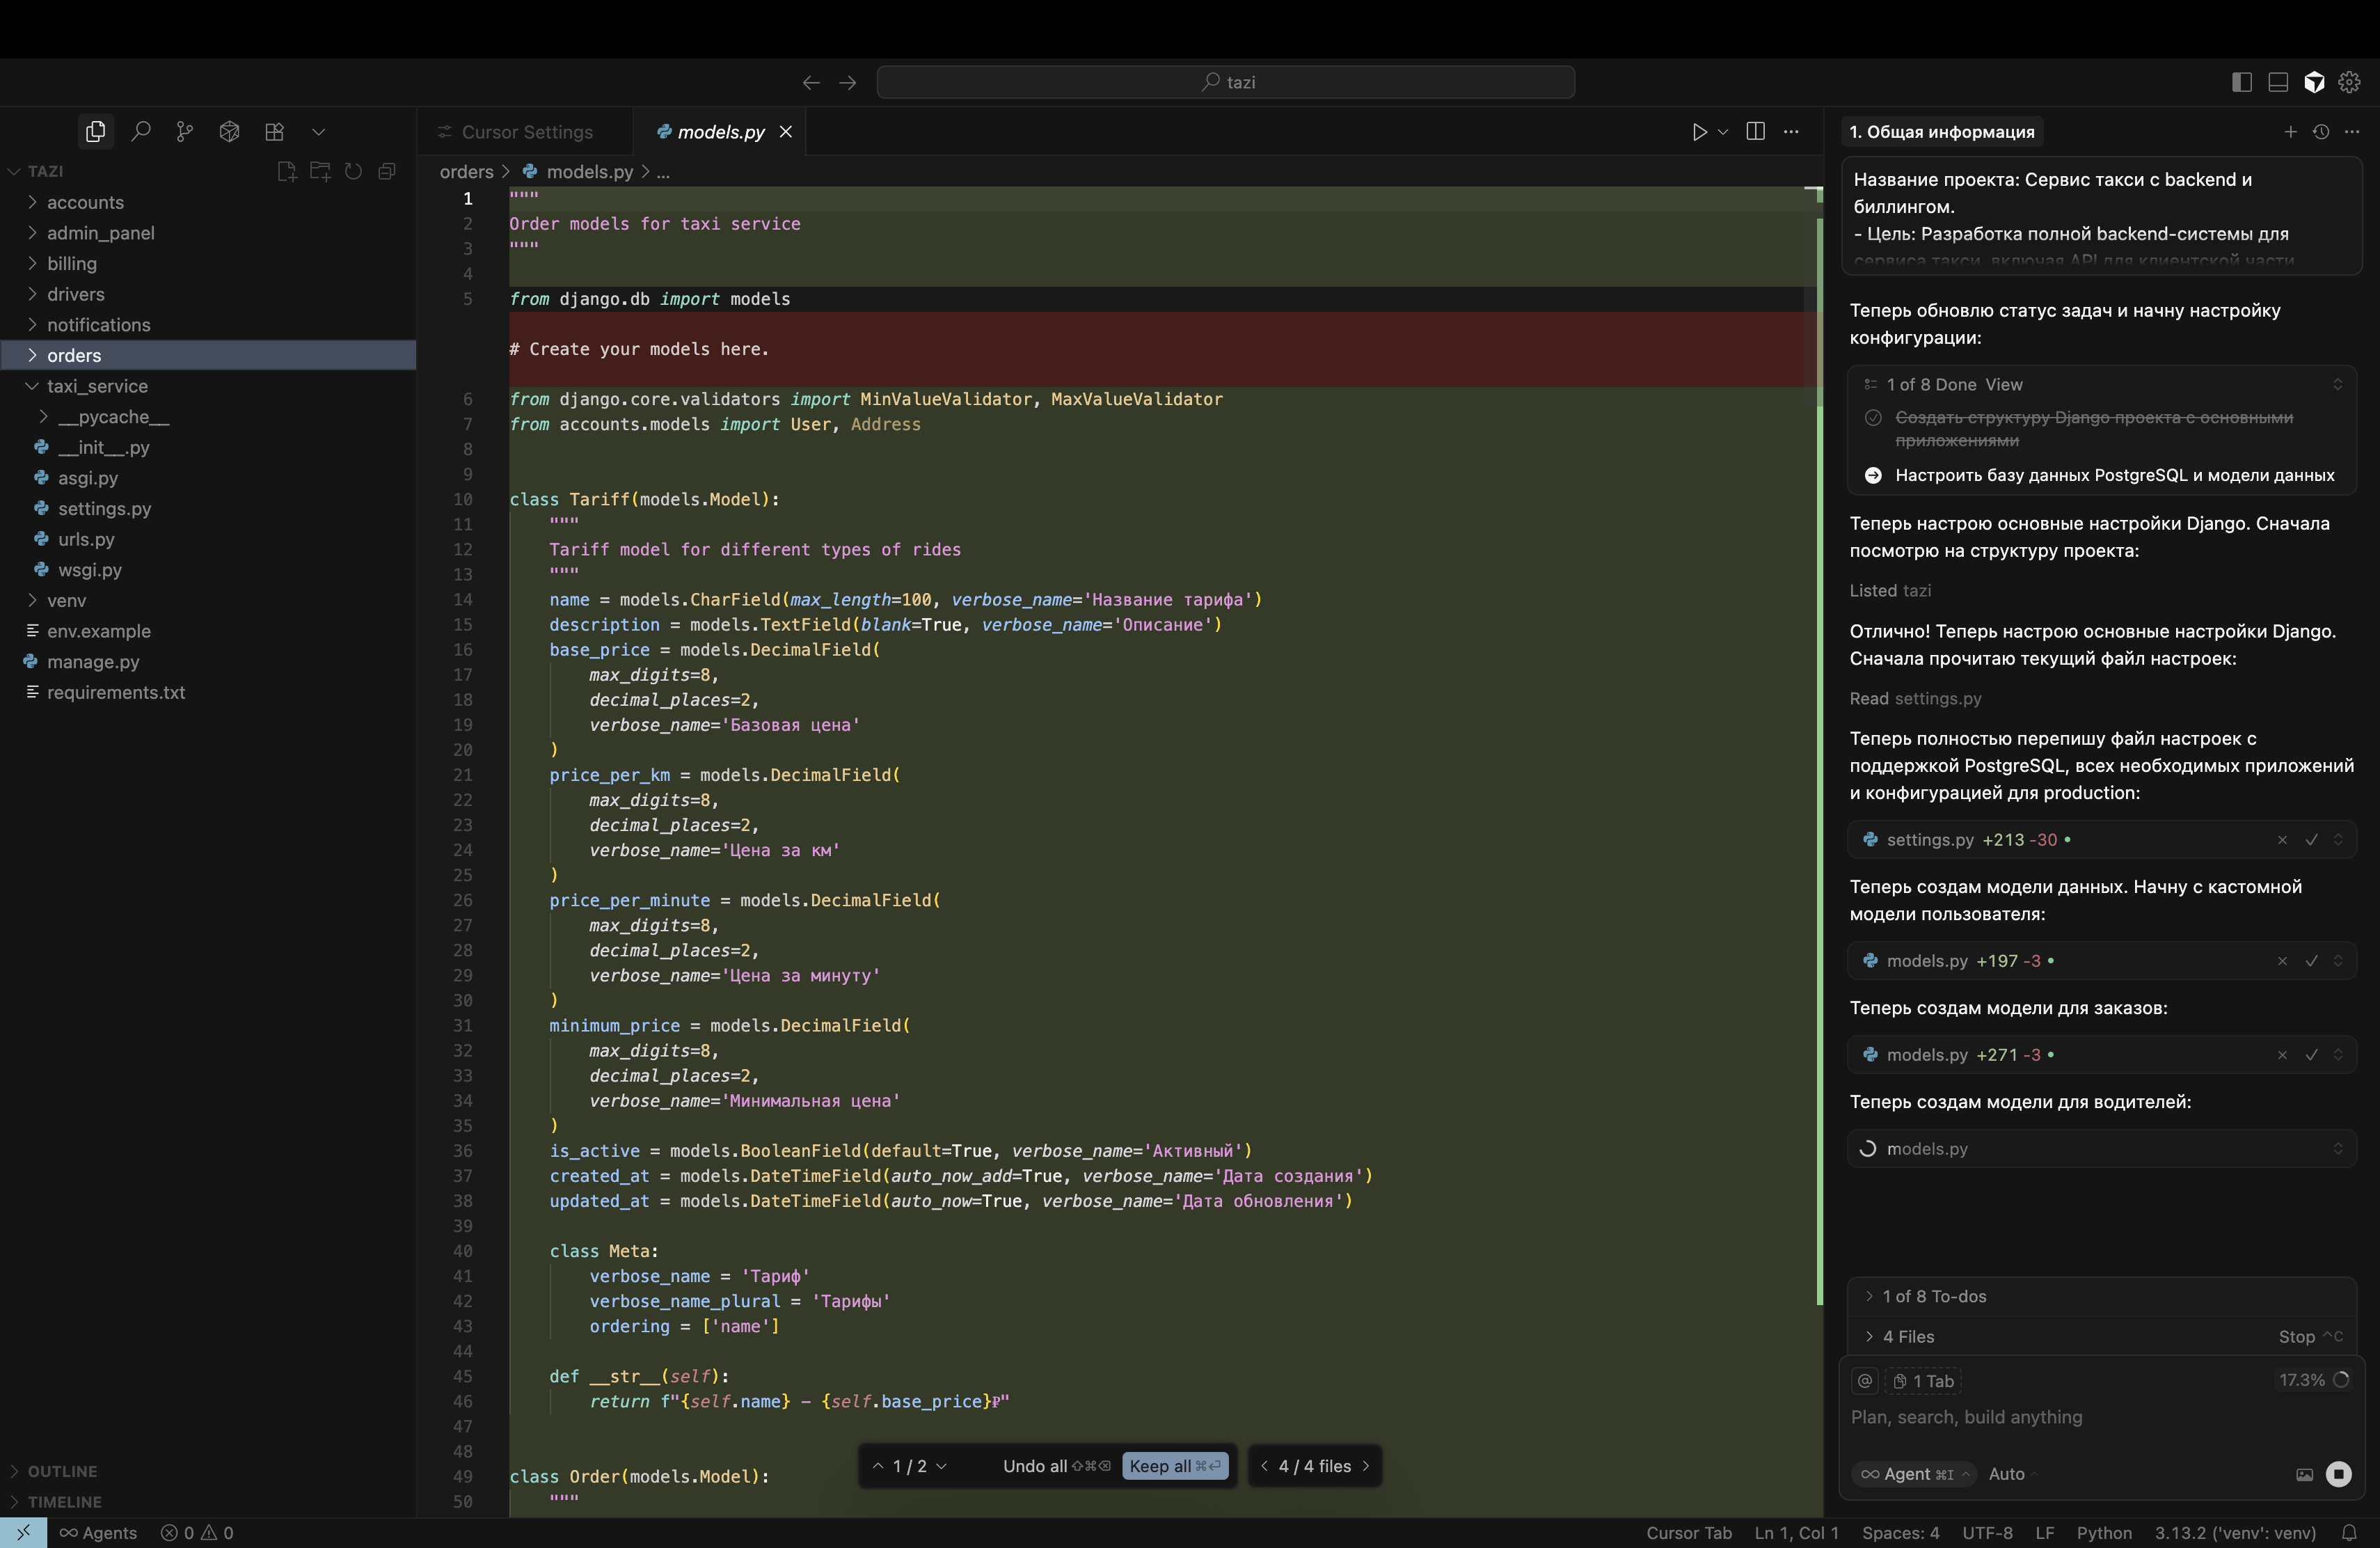 tazi
TAZI
accounts
admin_panel
billing
drivers
notifications
orders
taxi_service
__pycache__
__init__.py
asgi.py
settings.py
urls.py
wsgi.py
venv
env.example
manage.py
requirements.txt
OUTLINE
TIMELINE
Cursor Settings
models.py
orders > models.py > ...
1 """
2 Order models for taxi service
3 """
4
5 from django.db import models
# Create your models here.
6 from django.core.validators import MinValueValidator, MaxValueValidator
7 from accounts.models import User, Address
8
9
10 class Tariff(models.Model):
11 """
12 Tariff model for different types of rides
13 """
14 name = models.CharField(max_length=100, verbose_name='Название тарифа')
15 description = models.TextField(blank=True, verbose_name='Описание')
16 base_price = models.DecimalField(
17 max_digits=8,
18 decimal_places=2,
19 verbose_name='Базовая цена'
20 )
21 price_per_km = models.DecimalField(
22 max_digits=8,
23 decimal_places=2,
24 verbose_name='Цена за км'
25 )
26 price_per_minute = models.DecimalField(
27 max_digits=8,
28 decimal_places=2,
29 verbose_name='Цена за минуту'
30 )
31 minimum_price = models.DecimalField(
32 max_digits=8,
33 decimal_places=2,
34 verbose_name='Минимальная цена'
35 )
36 is_active = models.BooleanField(default=True, verbose_name='Активный')
37 created_at = models.DateTimeField(auto_now_add=True, verbose_name='Дата создания')
38 updated_at = models.DateTimeField(auto_now=True, verbose_name='Дата обновления')
39
40 class Meta:
41 verbose_name = 'Тариф'
42 verbose_name_plural = 'Тарифы'
43 ordering = ['name']
44
45 def __str__(self):
46 return f"{self.name} - {self.base_price}₽"
47
48
49 class Order(models.Model):
50 """
1 / 2 Undo all ⇧⌘⌫ Keep all ⌘⏎ 4 / 4 files
1. Общая информация
Название проекта: Сервис такси с backend и
биллингом.
- Цель: Разработка полной backend-системы для
сервиса такси, включая API для клиентской части
Теперь обновлю статус задач и начну настройку
конфигурации:
1 of 8 Done View
Создать структуру Django проекта с основными
приложениями
Настроить базу данных PostgreSQL и модели данных
Теперь настрою основные настройки Django. Сначала
посмотрю на структуру проекта:
Listed tazi
Отлично! Теперь настрою основные настройки Django.
Сначала прочитаю текущий файл настроек:
Read settings.py
Теперь полностью перепишу файл настроек с
поддержкой PostgreSQL, всех необходимых приложений
и конфигурацией для production:
settings.py +213 -30 •
Теперь создам модели данных. Начну с кастомной
модели пользователя:
models.py +197 -3 •
Теперь создам модели для заказов:
models.py +271 -3 •
Теперь создам модели для водителей:
models.py
1 of 8 To-dos
4 Files Stop ^C
@ 1 Tab 17.3%
Plan, search, build anything
∞ Agent ⌘I Auto
Agents 0 0 Cursor Tab Ln 1, Col 1 Spaces: 4 UTF-8 LF Python 3.13.2 ('venv': venv)